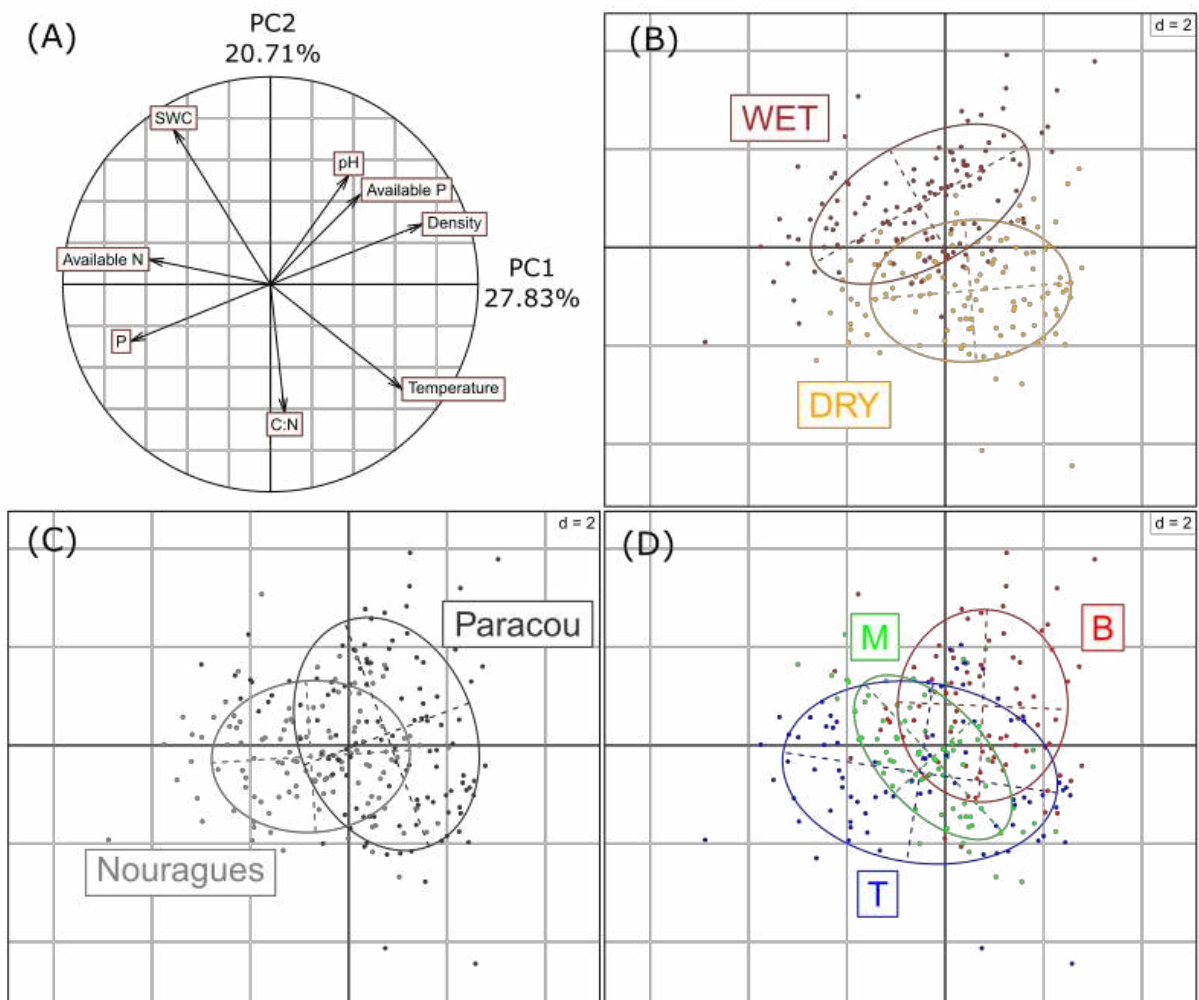 (A)
PC2
20.71%
SWC
pH
Available P
Density
Available N
PC1
27.83%
P
Temperature
C:N
(B)
d = 2
WET
DRY
(C)
d = 2
Paracou
Nouragues
(D)
d = 2
M
B
T